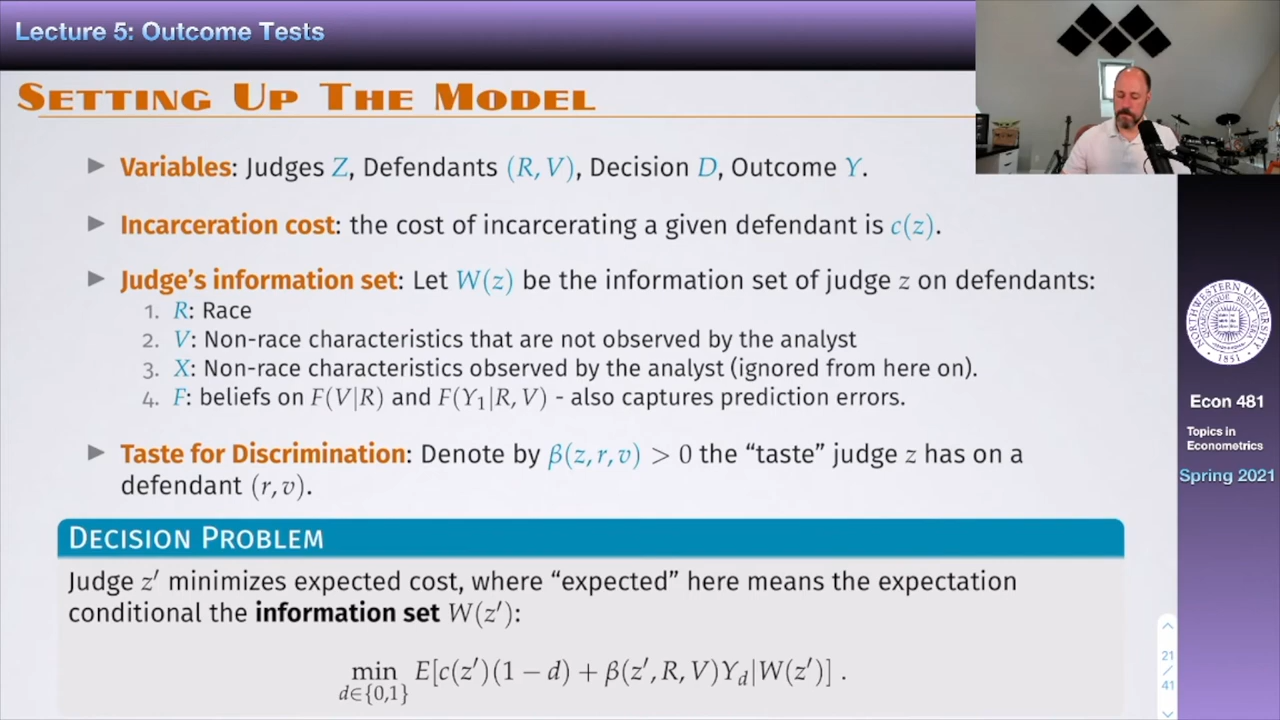 Lecture 5: Outcome Tests
Setting Up The Model
▶ Variables: Judges Z, Defendants (R, V), Decision D, Outcome Y.
▶ Incarceration cost: the cost of incarcerating a given defendant is c(z).
▶ Judge's information set: Let W(z) be the information set of judge z on defendants:
1. R: Race
2. V: Non-race characteristics that are not observed by the analyst
3. X: Non-race characteristics observed by the analyst (ignored from here on).
4. F: beliefs on F(V|R) and F(Y₁|R, V) - also captures prediction errors.
▶ Taste for Discrimination: Denote by β(z, r, v) > 0 the “taste” judge z has on a
defendant (r, v).
Decision Problem
Judge z′ minimizes expected cost, where “expected” here means the expectation
conditional the information set W(z′):
min E[c(z′)(1 − d) + β(z′, R, V)Y_d|W(z′)] .
d∈{0,1}
1851
Econ 481
Topics in
Econometrics
Spring 2021
21
/
41